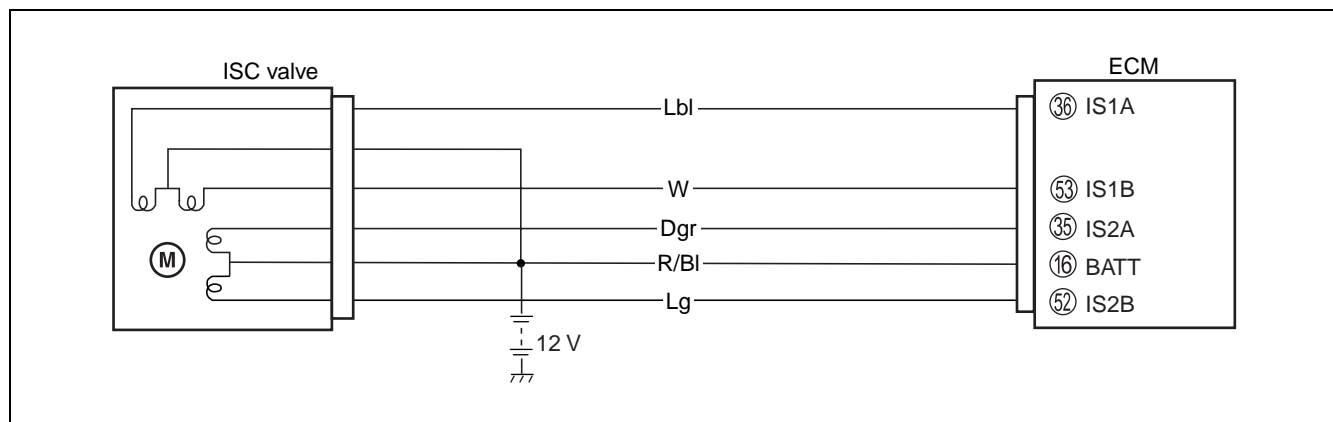 ISC valve
ECM
Lbl
36 IS1A
W
53 IS1B
Dgr
35 IS2A
M
R/Bl
16 BATT
Lg
52 IS2B
12 V